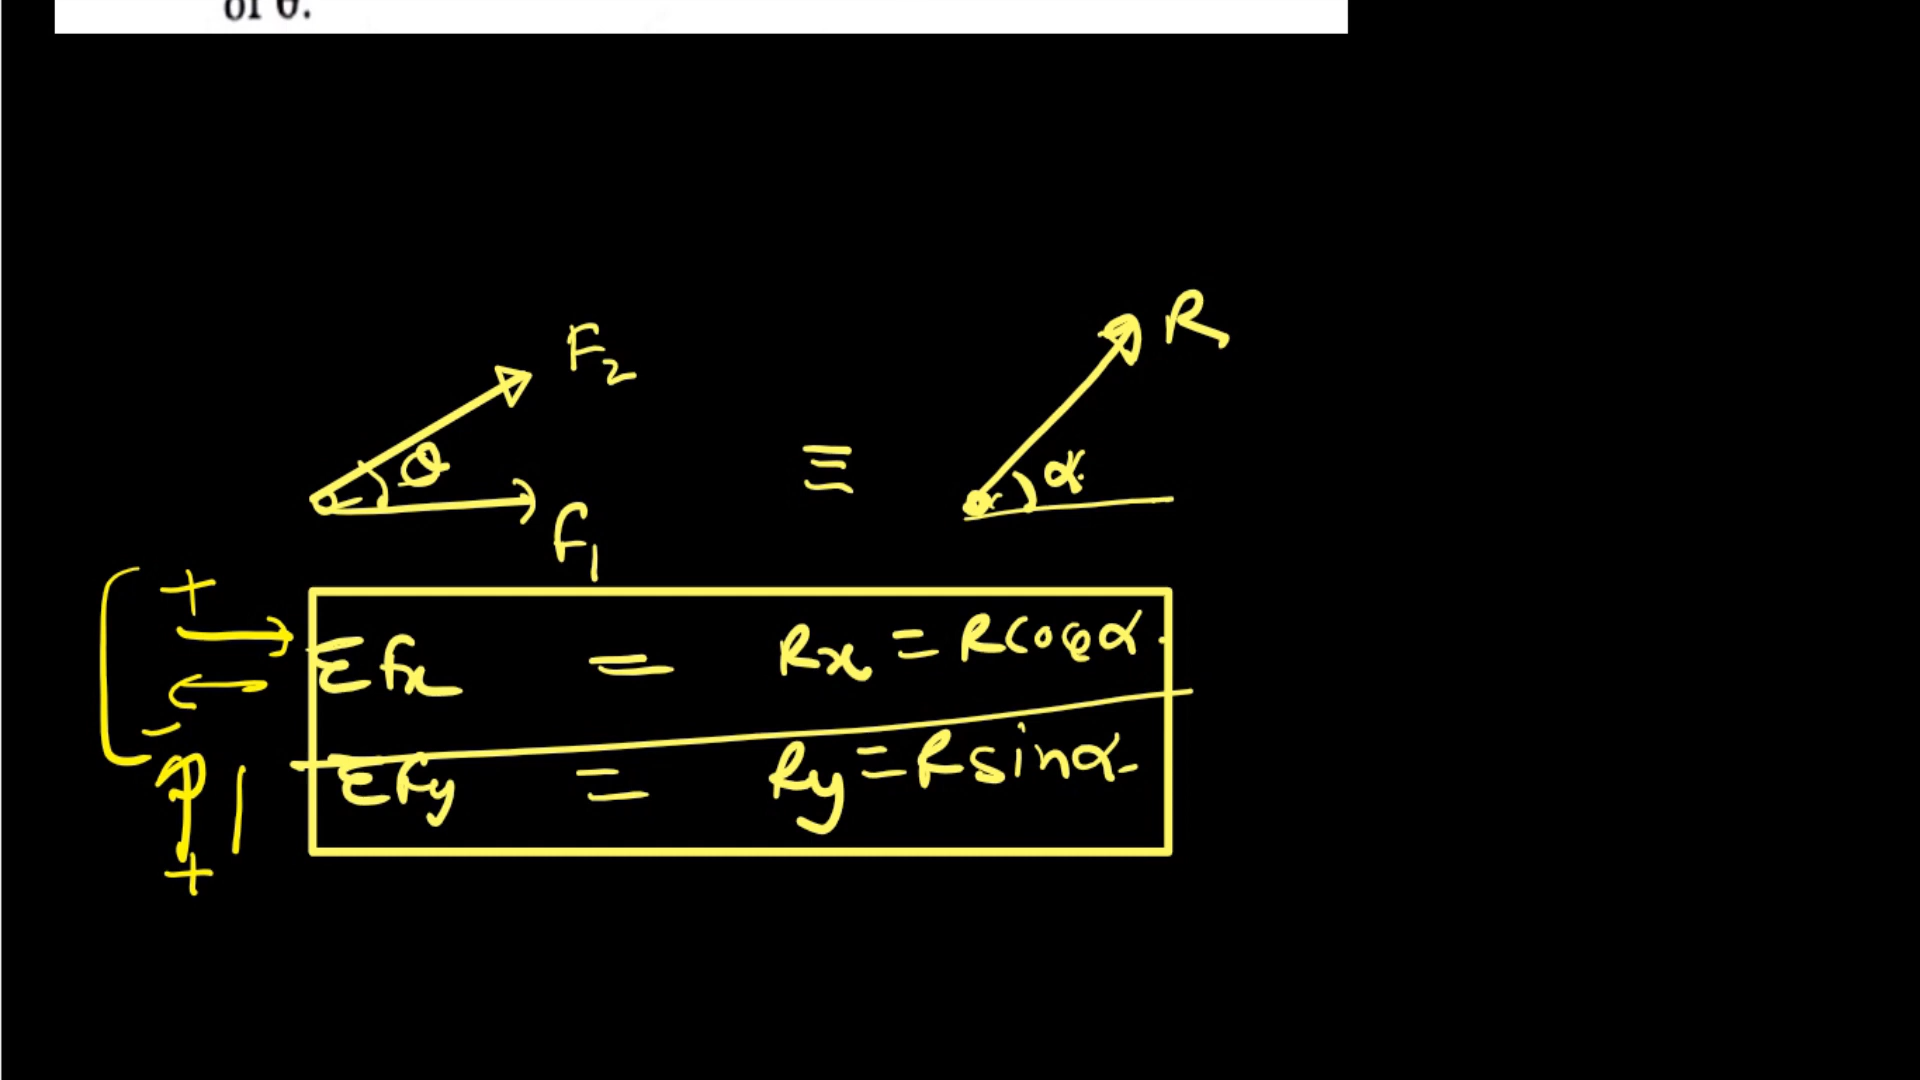 of θ.
F₂
R
θ
≡
α
F₁
+
ΣFx = Rx = Rcosα.
-
ΣFy = Ry = Rsinα-
+